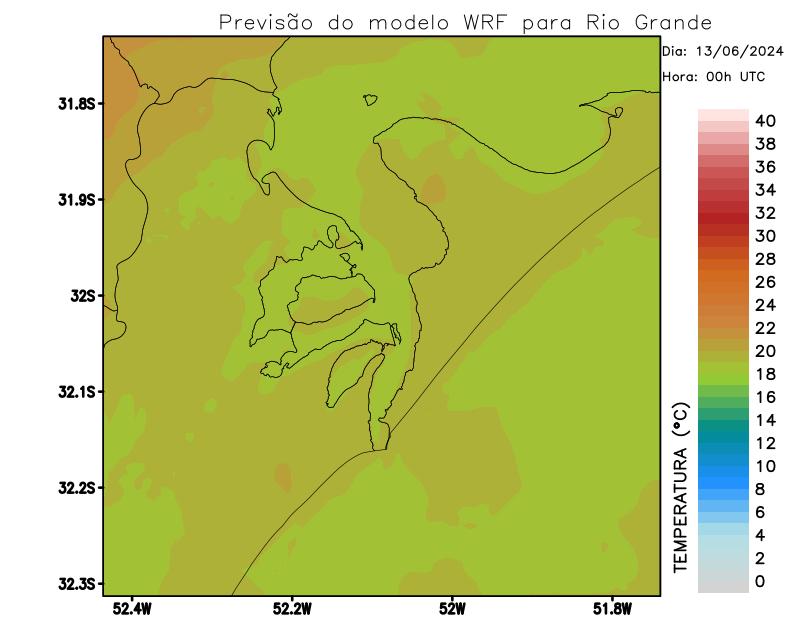 Previsão do modelo WRF para Rio Grande
Dia: 13/06/2024
Hora: 00h UTC
31.8S
31.9S
32S
32.1S
32.2S
32.3S
52.4W
52.2W
52W
51.8W
TEMPERATURA (°C)
40
38
36
34
32
30
28
26
24
22
20
18
16
14
12
10
8
6
4
2
0